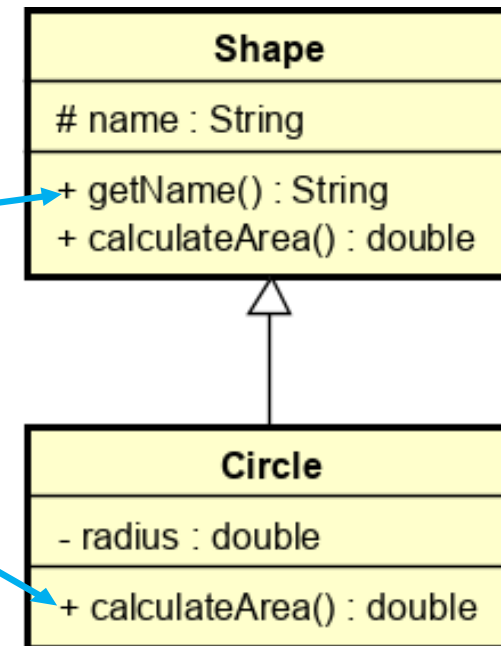 Shape
# name : String
+ getName() : String
+ calculateArea() : double
Circle
- radius : double
+ calculateArea() : double